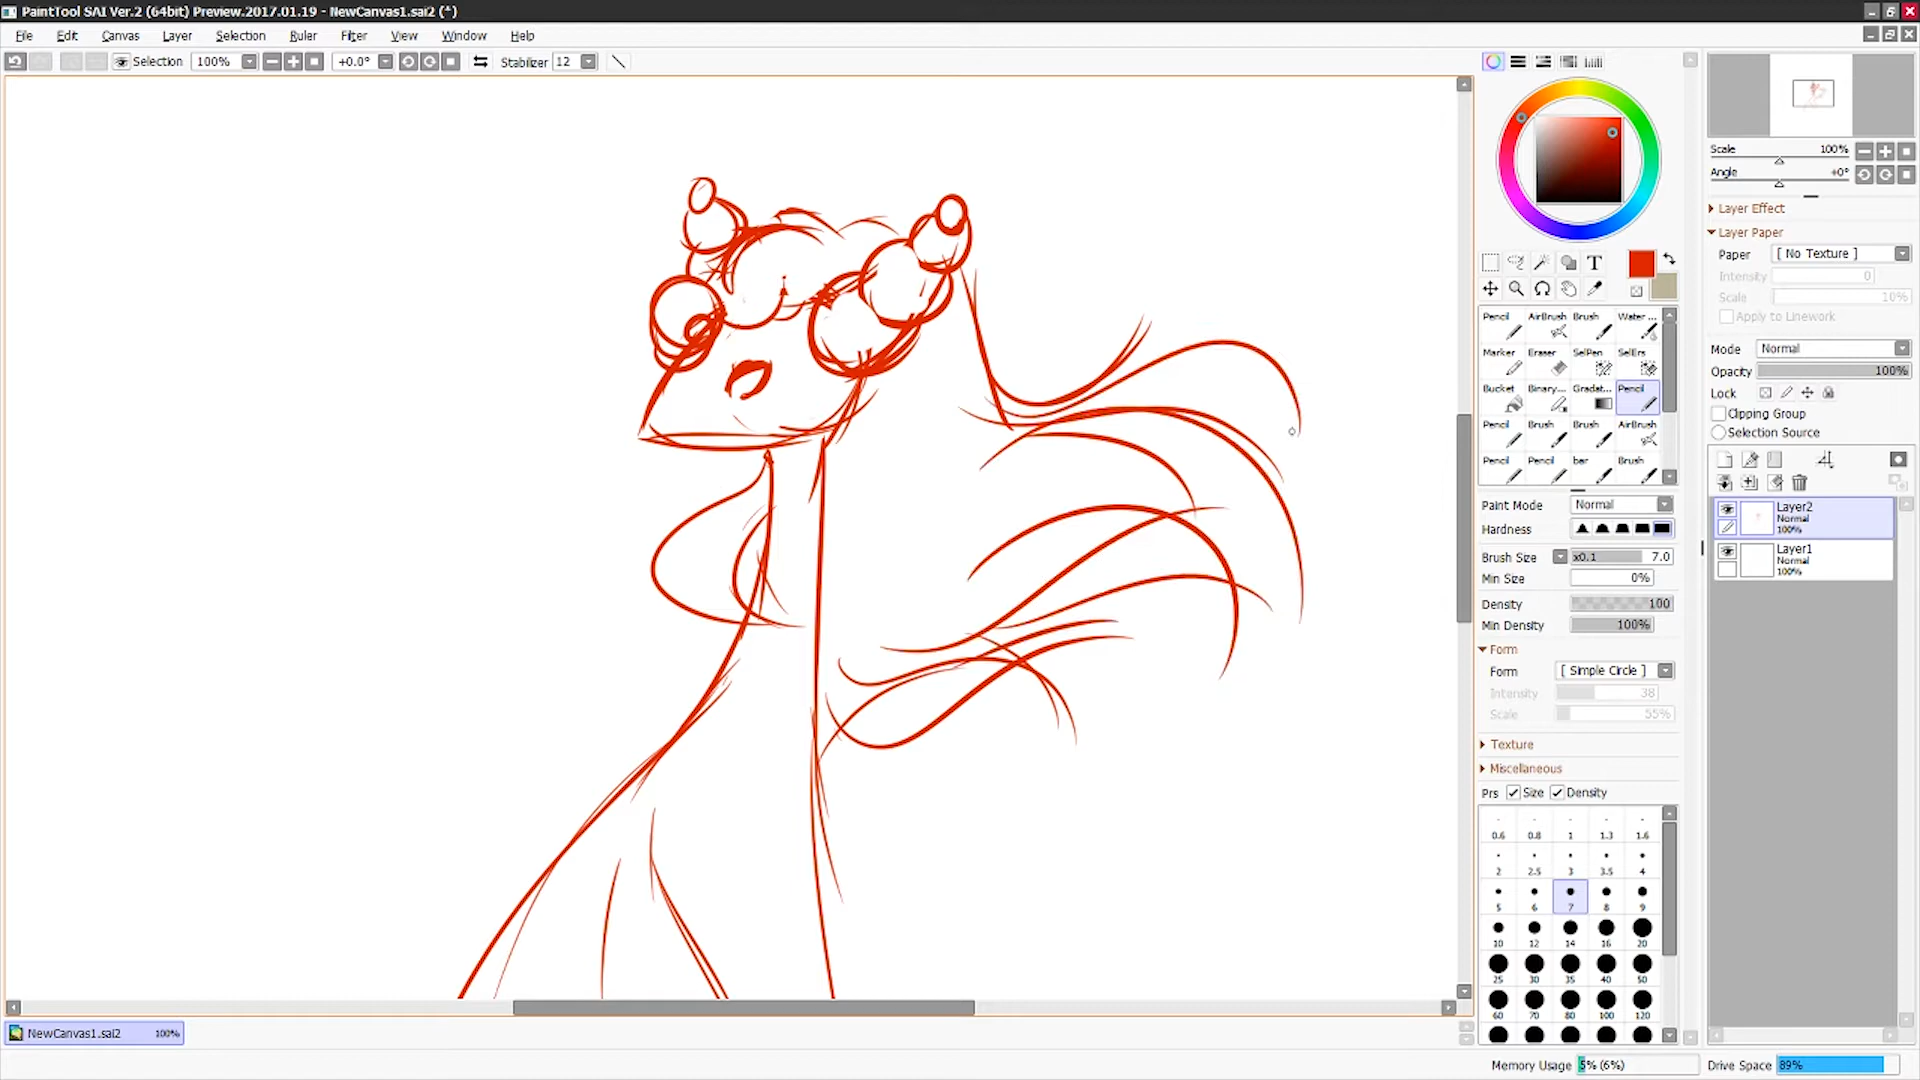 PaintTool SAI Ver.2 (64bit) Preview.2017.01.19 - NewCanvas1.sai2 (*)
File Edit Canvas Layer Selection Ruler Filter View Window Help
Selection 100% +0.0° Stabilizer 12
Scale 100%
Angle +0°
Layer Effect
Layer Paper
Paper [ No Texture ]
Intensity 0
Scale 10%
Apply to Linework
Mode Normal
Opacity 100%
Lock
Clipping Group
Selection Source
Layer2
Normal
100%
Layer1
Normal
100%
T
Pencil AirBrush Brush Water ...
Marker Eraser SelPen SelErs
Bucket Binary... Gradat... Pencil
Pencil Brush Brush AirBrush
Pencil Pencil bar Brush
Paint Mode Normal
Hardness
Brush Size x0.1 7.0
Min Size 0%
Density 100
Min Density 100%
Form
Form [ Simple Circle ]
Intensity 38
Scale 55%
Texture
Miscellaneous
Prs Size Density
0.6 0.8 1 1.3 1.6
2 2.5 3 3.5 4
5 6 7 8 9
10 12 14 16 20
25 30 35 40 50
60 70 80 100 120
NewCanvas1.sai2 100%
Memory Usage 5% (6%) Drive Space 89%